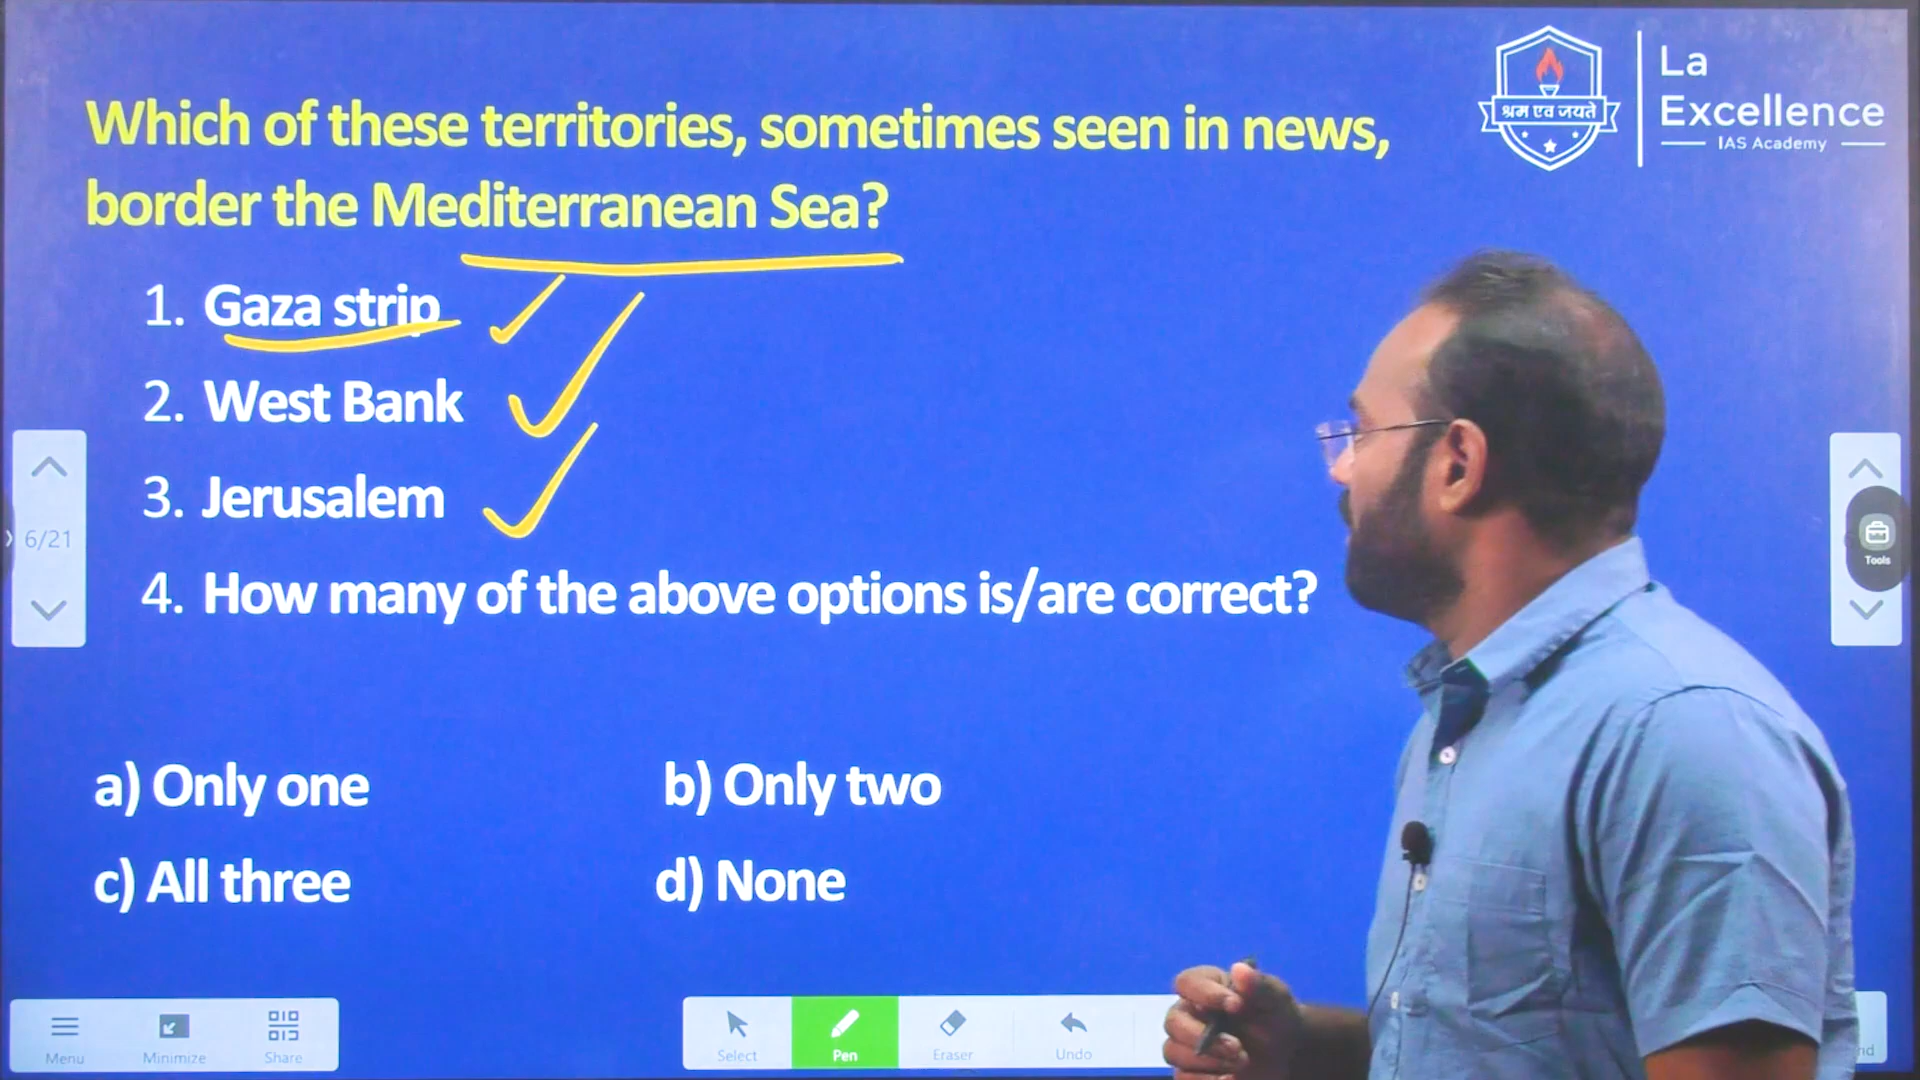 La
Excellence
IAS Academy
श्रम एव जयते
Which of these territories, sometimes seen in news,
border the Mediterranean Sea?
1. Gaza strip
2. West Bank
3. Jerusalem
4. How many of the above options is/are correct?
a) Only one
b) Only two
c) All three
d) None
6/21
Tools
Menu
Minimize
Share
Select
Pen
Eraser
Undo